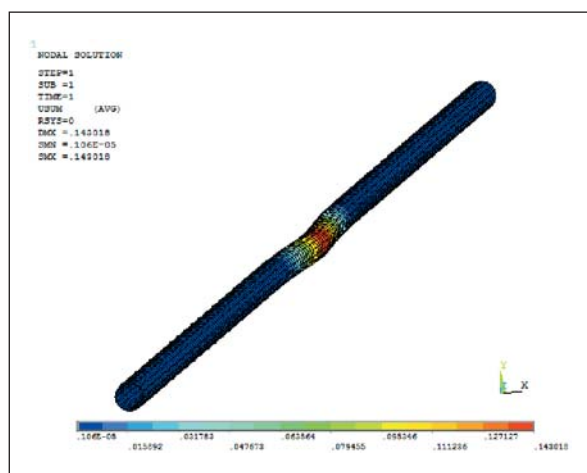 1
NODAL SOLUTION
STEP=1
SUB =1
TIME=1
USUM (AVG)
RSYS=0
DMX =.143018
SMN =.106E-05
SMX =.143018
Y
X
.106E-05 .031783 .063564 .095346 .127127
.015892 .047673 .079455 .111236 .143018